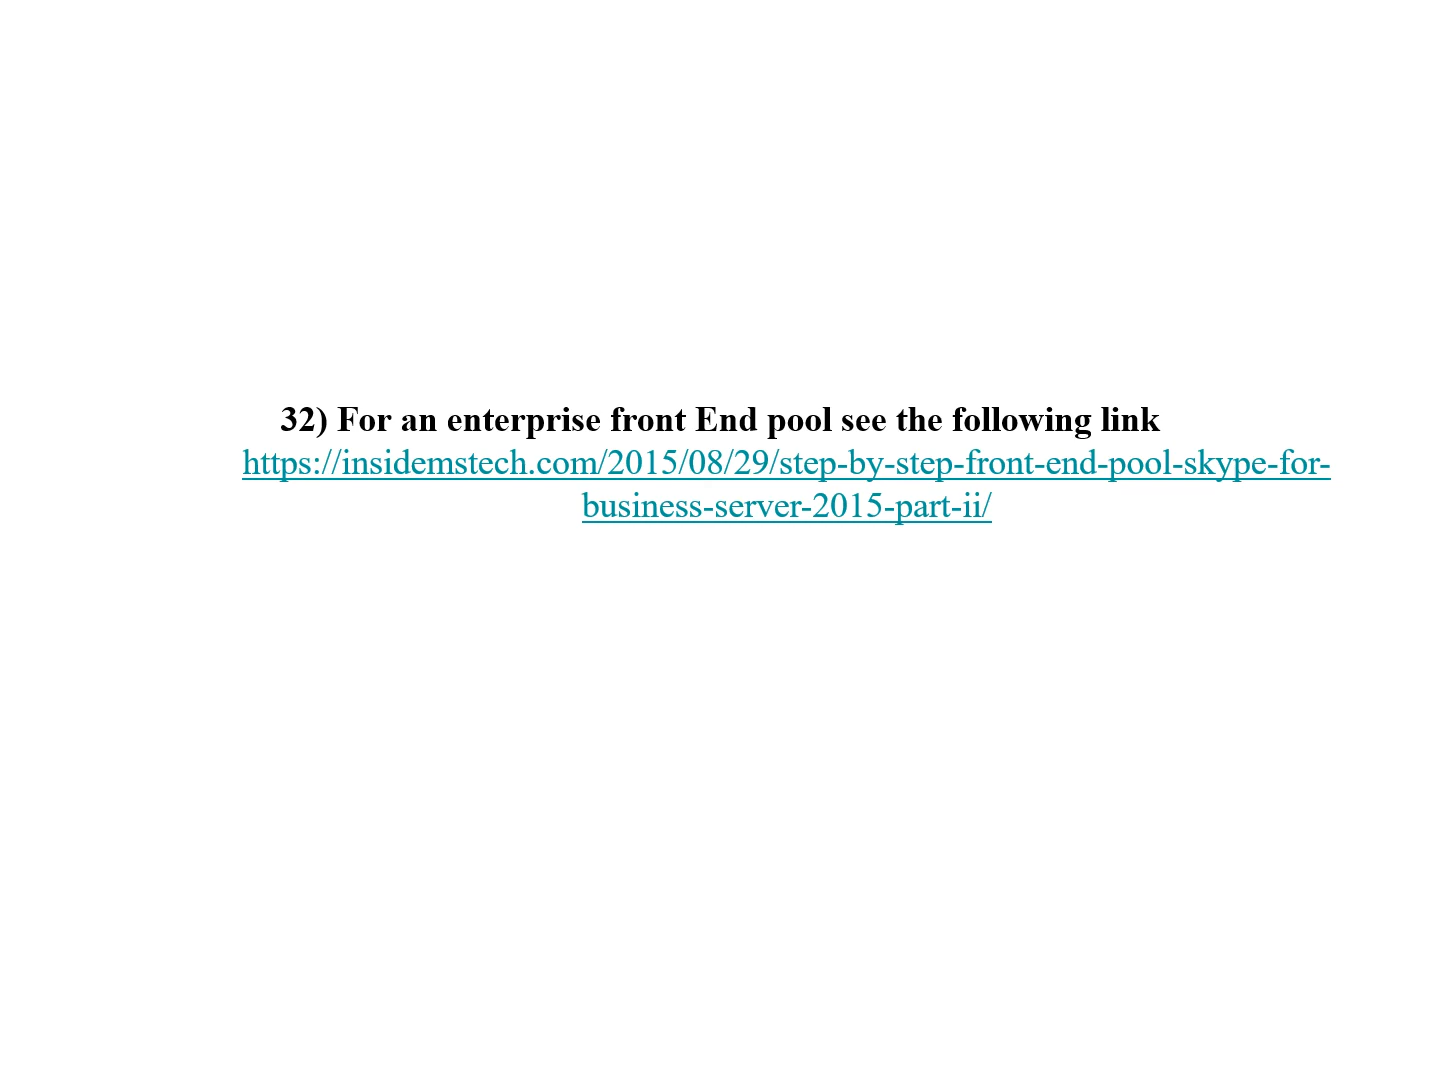 32) For an enterprise front End pool see the following link
https://insidemstech.com/2015/08/29/step-by-step-front-end-pool-skype-for-
business-server-2015-part-ii/